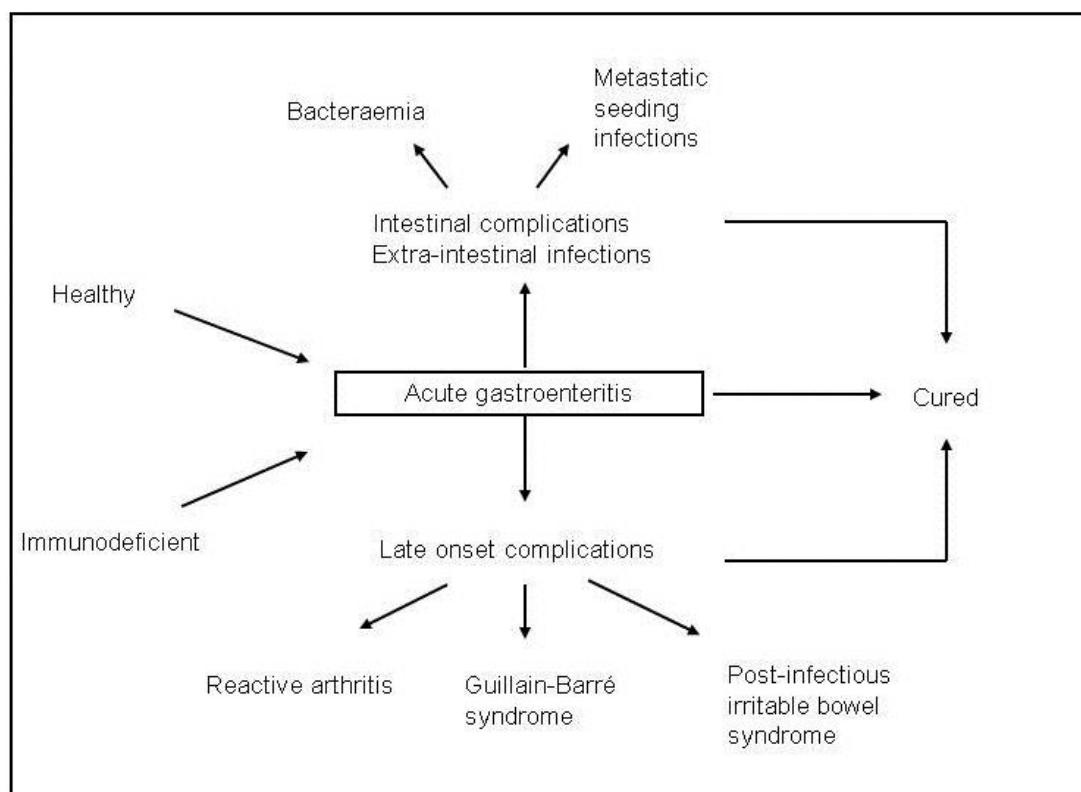 Metastatic
seeding
infections
Bacteraemia
Intestinal complications
Extra-intestinal infections
Healthy
Acute gastroenteritis
Cured
Immunodeficient
Late onset complications
Reactive arthritis
Guillain-Barré
syndrome
Post-infectious
irritable bowel
syndrome